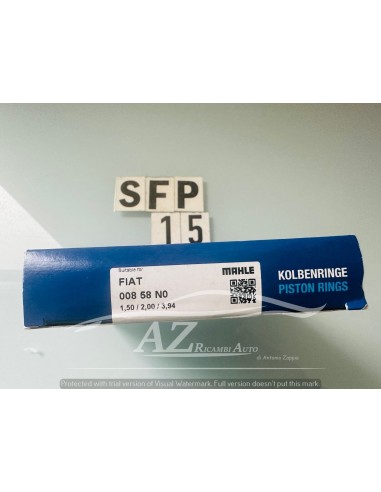 SFP
15
Suitable to:
FIAT
008 58 N0
1,50 / 2,00 / 3,94
MAHLE
KOLBENRINGE
PISTON RINGS
AZ RICAMBI AUTO
di Antonio Zappia
Protected with trial version of Visual Watermark. Full version doesn't put this mark.